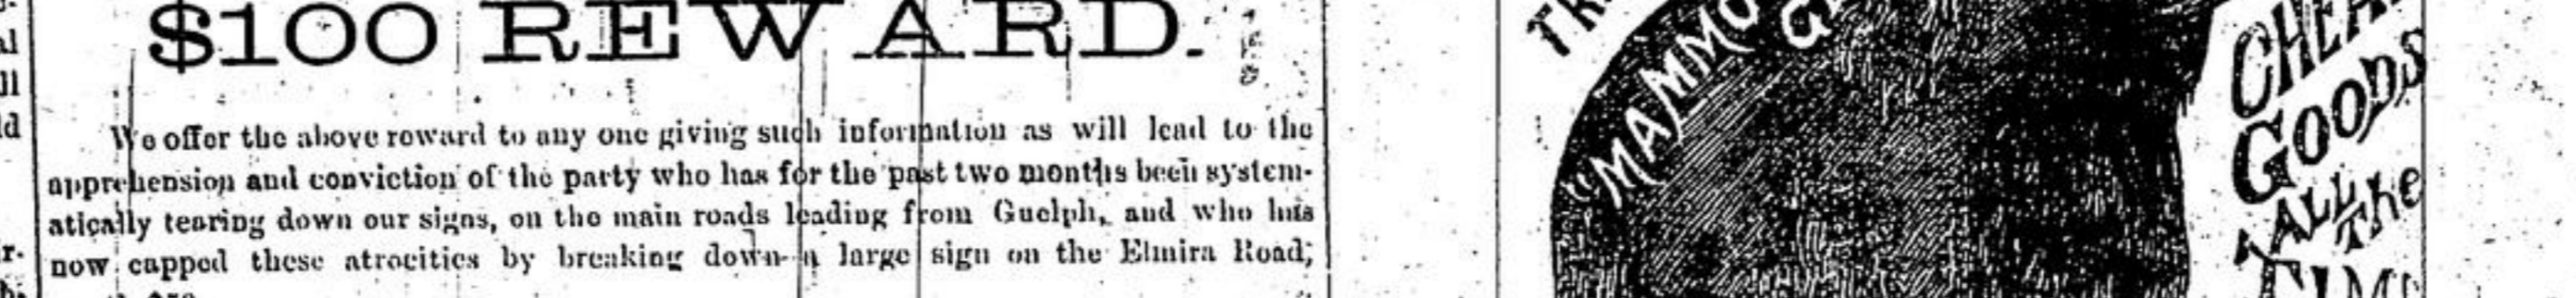 $100 REWARD.
We offer the above reward to any one giving such information as will lead to the
apprehension and conviction of the party who has for the past two months been system-
atically tearing down our signs, on the main roads leading from Guelph, and who has
now capped these atrocities by breaking down a large sign on the Elmira Road;
"MAMMO
CHEA
GOODS
ALL
The